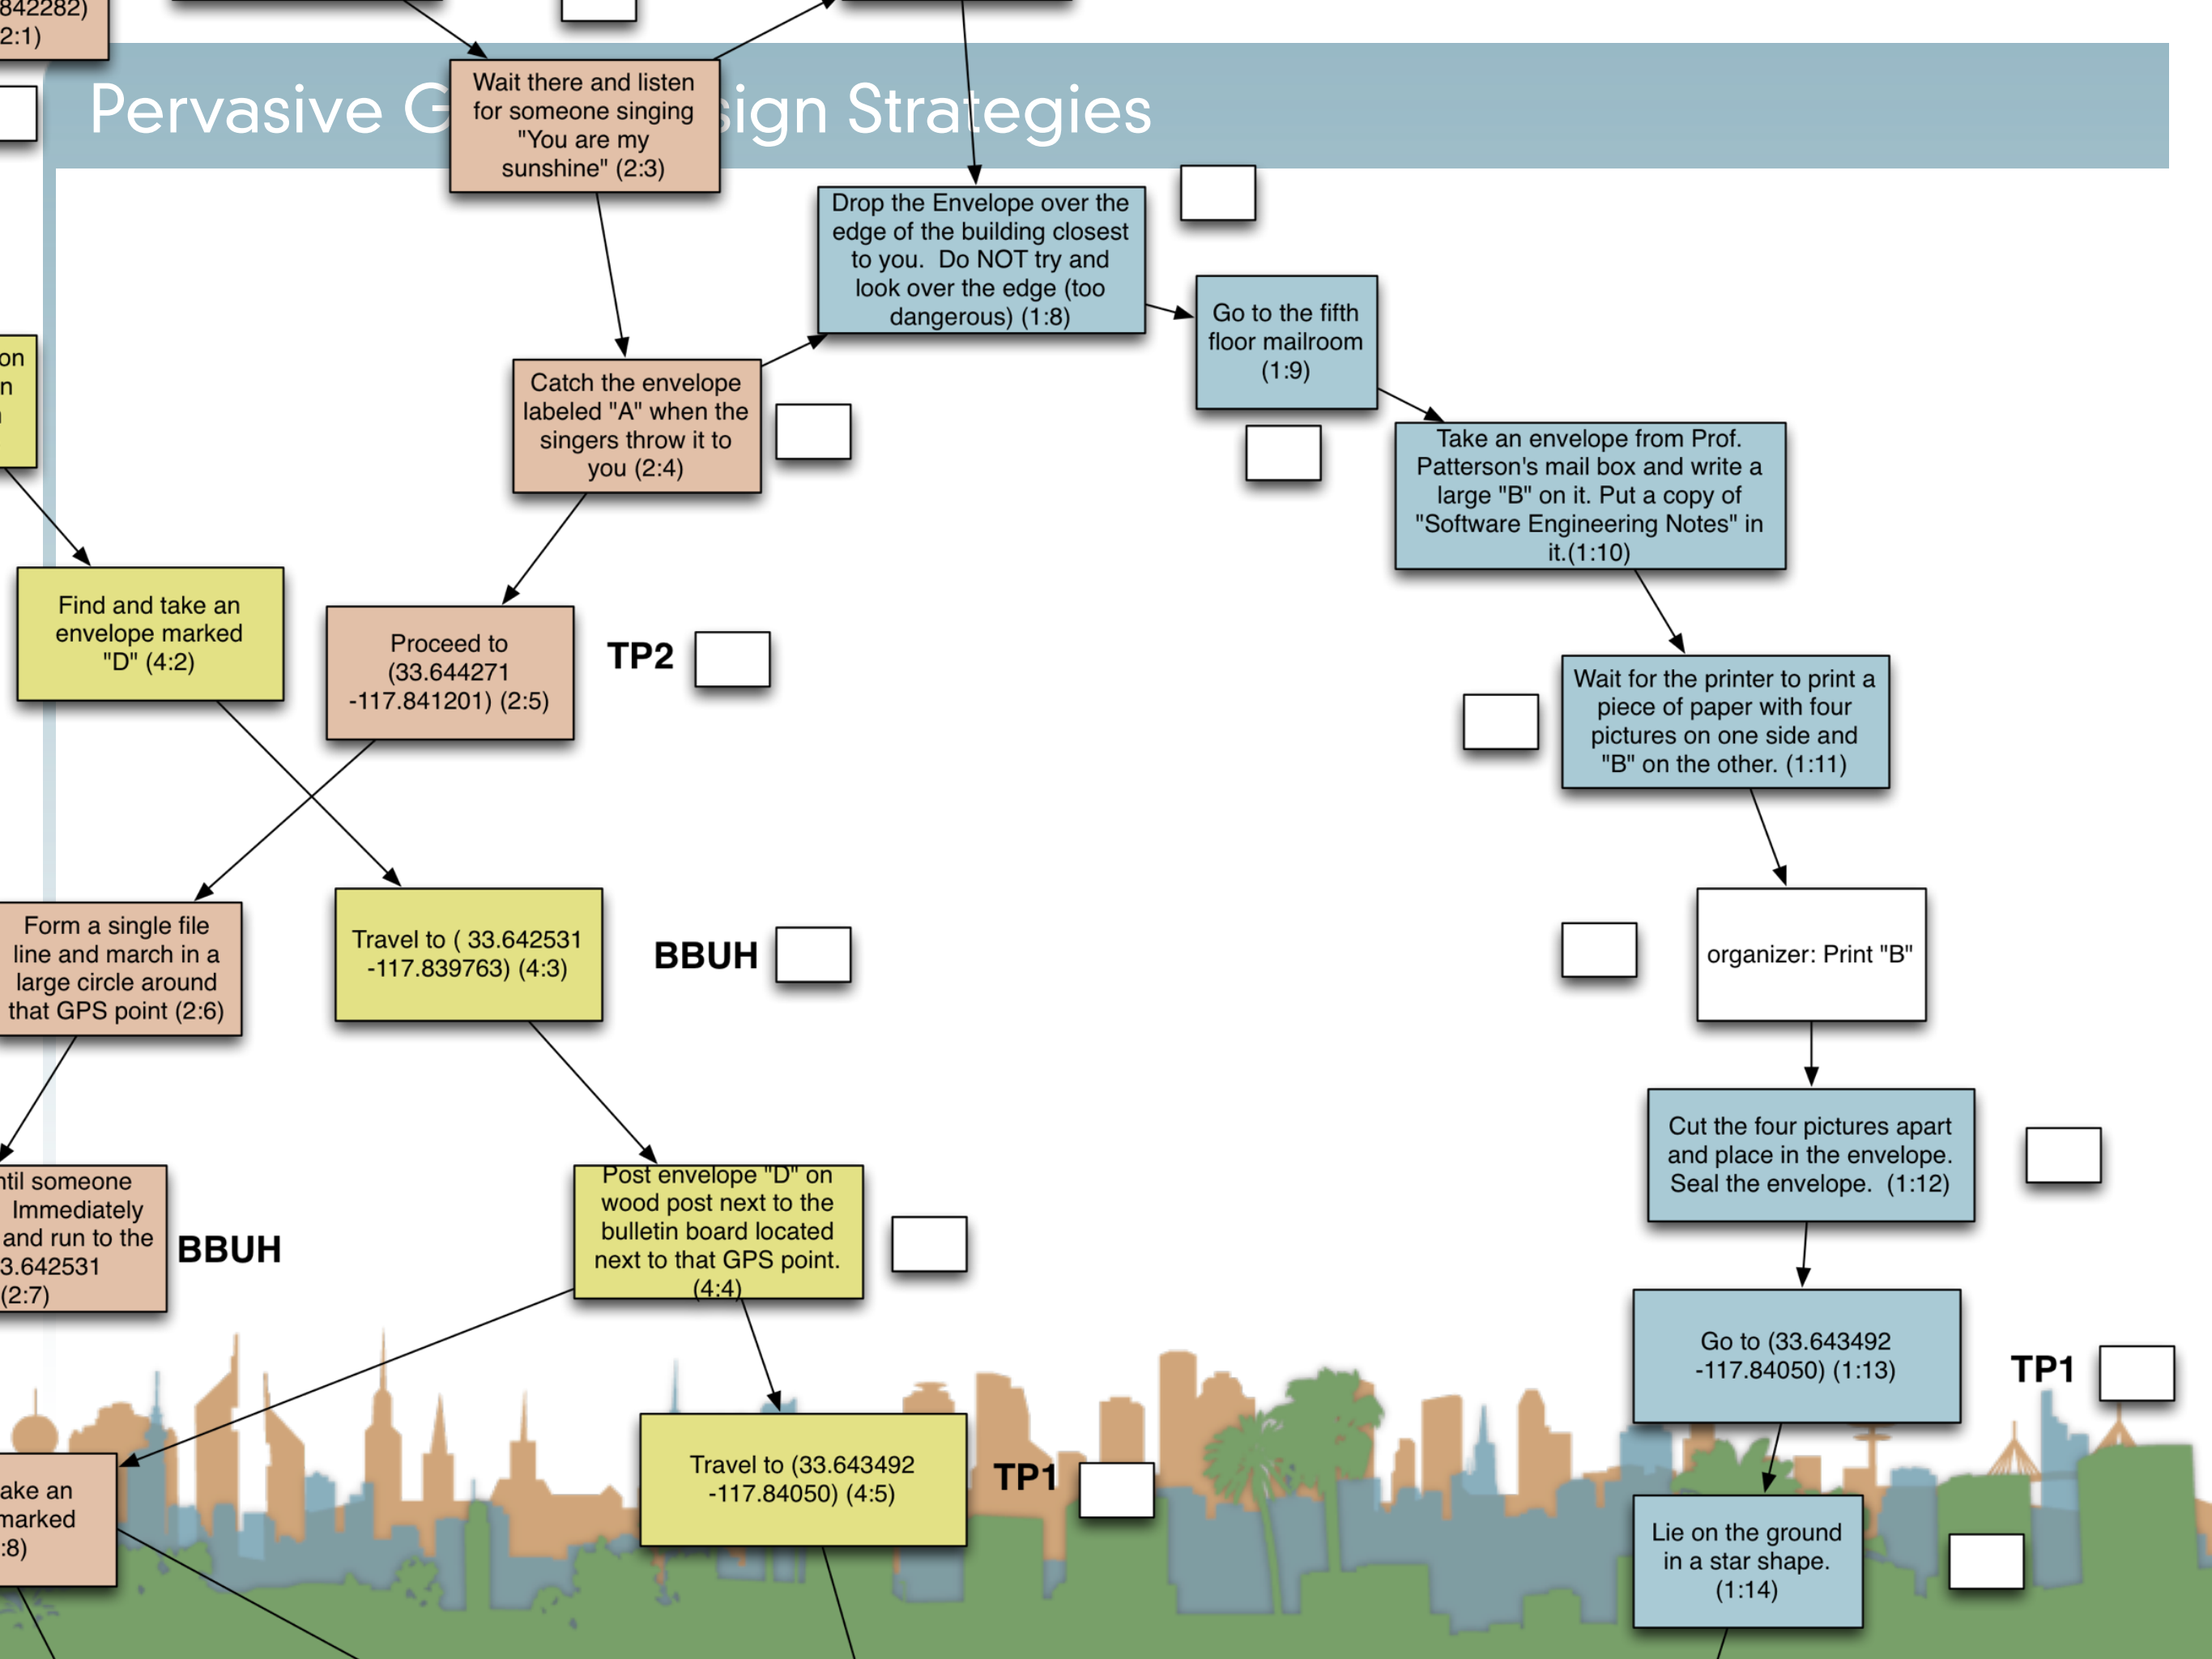 842282)
2:1)
Pervasive G
sign Strategies
Wait there and listen
for someone singing
"You are my
sunshine" (2:3)
Drop the Envelope over the
edge of the building closest
to you. Do NOT try and
look over the edge (too
dangerous) (1:8)
Go to the fifth
floor mailroom
(1:9)
on
n
Catch the envelope
labeled "A" when the
singers throw it to
you (2:4)
Take an envelope from Prof.
Patterson's mail box and write a
large "B" on it. Put a copy of
"Software Engineering Notes" in
it.(1:10)
Find and take an
envelope marked
"D" (4:2)
Proceed to
(33.644271
-117.841201) (2:5)
TP2
Wait for the printer to print a
piece of paper with four
pictures on one side and
"B" on the other. (1:11)
Form a single file
line and march in a
large circle around
that GPS point (2:6)
Travel to ( 33.642531
-117.839763) (4:3)
BBUH
organizer: Print "B"
Cut the four pictures apart
and place in the envelope.
Seal the envelope. (1:12)
ntil someone
Immediately
and run to the
3.642531
(2:7)
BBUH
Post envelope "D" on
wood post next to the
bulletin board located
next to that GPS point.
(4:4)
Go to (33.643492
-117.84050) (1:13)
TP1
ake an
marked
:8)
Travel to (33.643492
-117.84050) (4:5)
TP1
Lie on the ground
in a star shape.
(1:14)